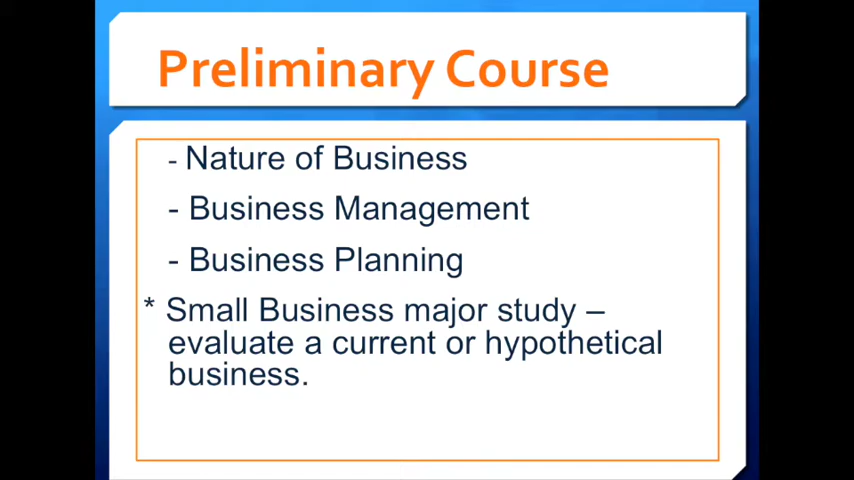 Preliminary Course
- Nature of Business
- Business Management
- Business Planning
* Small Business major study –
evaluate a current or hypothetical
business.